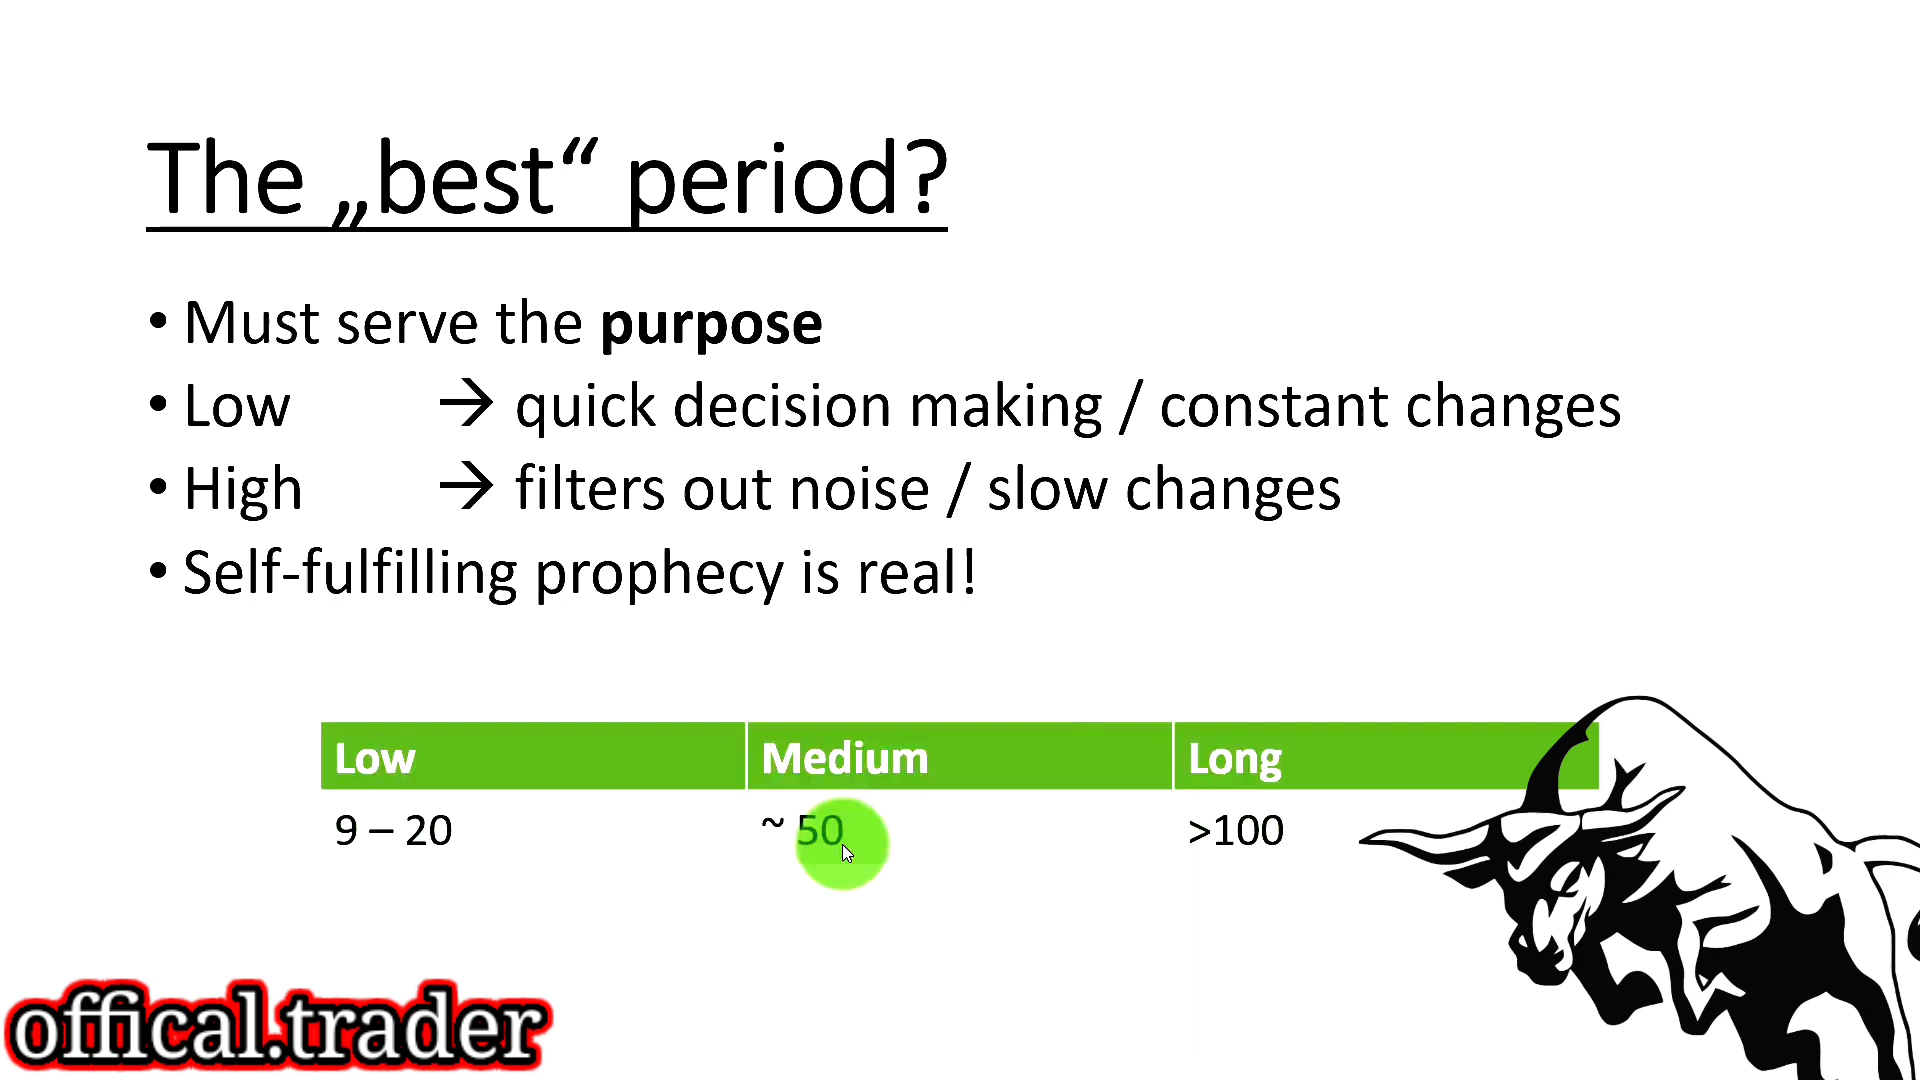 The „best“ period?
• Must serve the purpose
• Low → quick decision making / constant changes
• High → filters out noise / slow changes
• Self-fulfilling prophecy is real!
Low Medium Long
9 – 20 ~ 50 >100
offical.trader